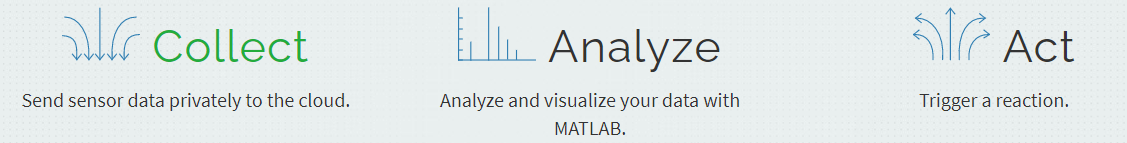 Collect
Send sensor data privately to the cloud.
Analyze
Analyze and visualize your data with
MATLAB.
Act
Trigger a reaction.